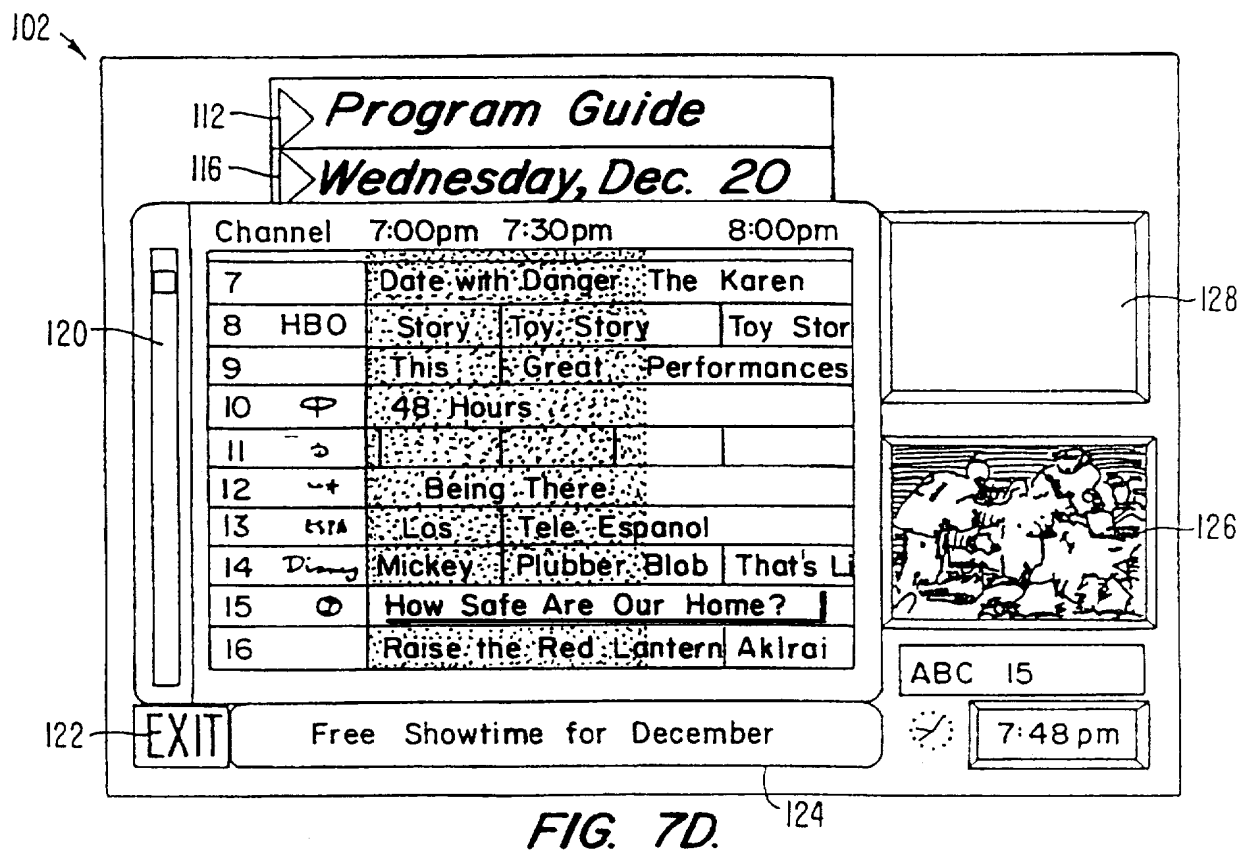 102
112
Program Guide
116
Wednesday, Dec. 20
Channel 7:00pm 7:30pm 8:00pm
7 Date with Danger The Karen
8 HBO Story Toy Story Toy Stor
9 This Great Performances
10 48 Hours
11
12 Being There
13 Los Tele Espanol
14 Disney Mickey Plubber Blob That's Li
15 How Safe Are Our Home?
16 Raise the Red Lantern Aklrai
120
128
126
ABC 15
122
EXIT
Free Showtime for December
7:48pm
124
FIG. 7D.